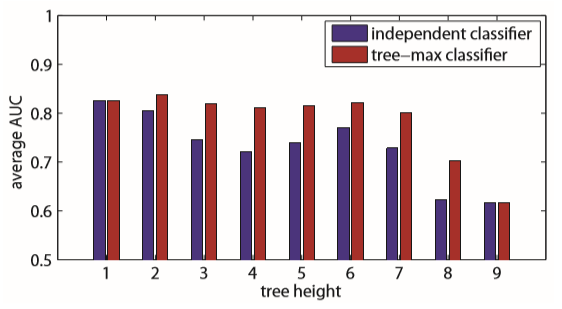 1
0.9
0.8
0.7
0.6
0.5
average AUC
independent classifier
tree-max classifier
1 2 3 4 5 6 7 8 9
tree height